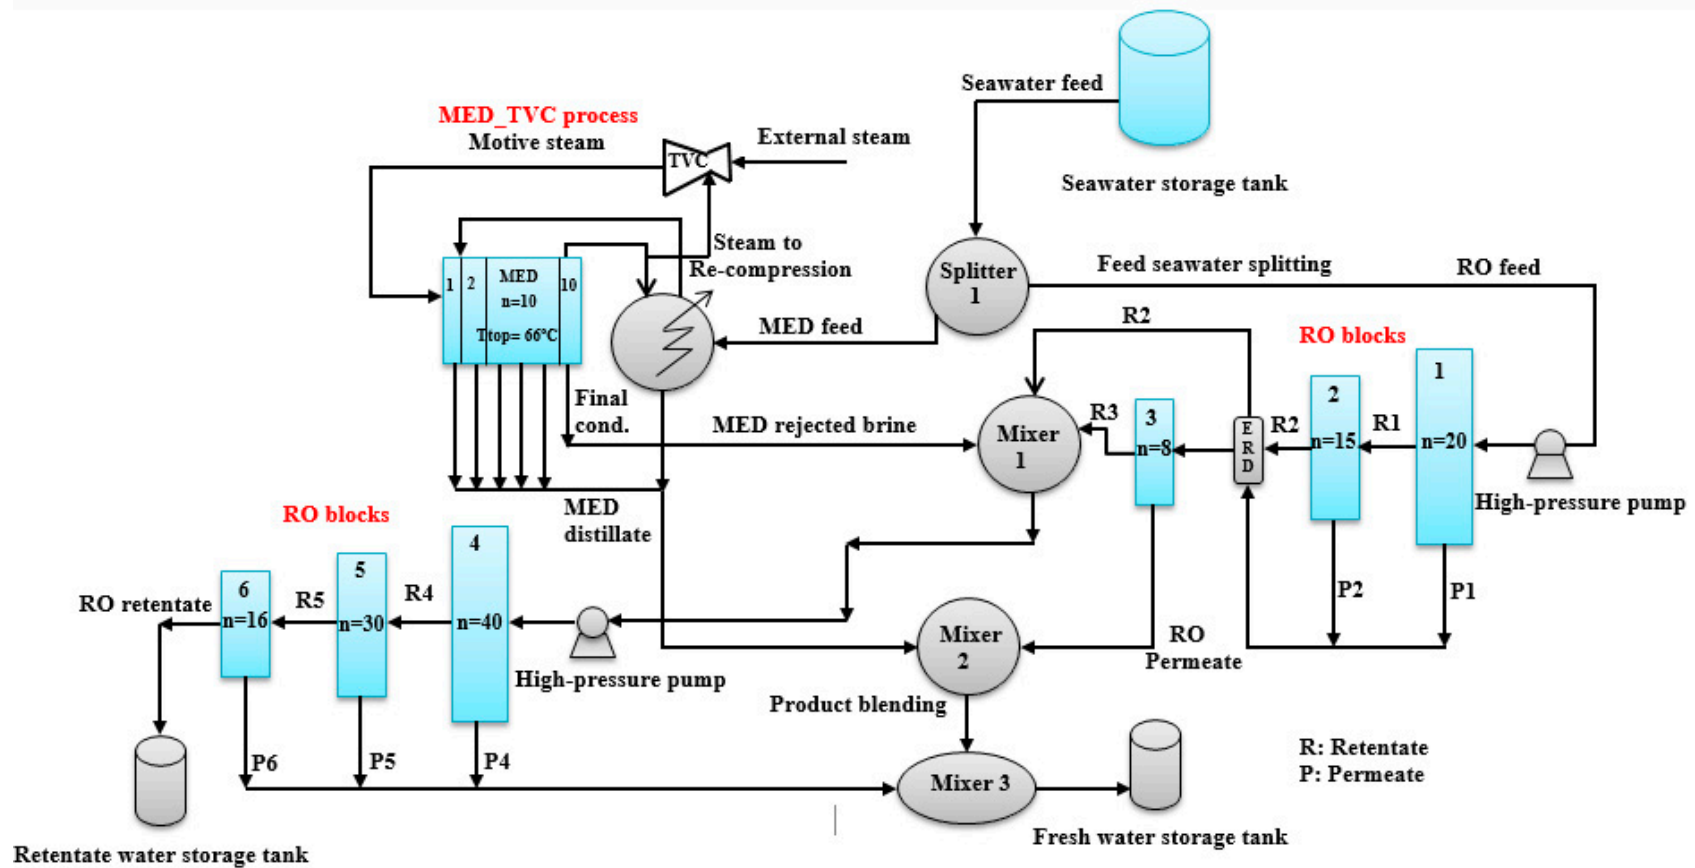 Seawater feed
MED_TVC process
Motive steam
External steam
TVC
Seawater storage tank
Steam to
Re-compression
Splitter
1
Feed seawater splitting
RO feed
1
2
MED
n=10
10
Ttop= 66°C
MED feed
R2
RO blocks
1
n=20
2
n=15
R1
R2
E
R
D
3
n=8
R3
Mixer
1
Final
cond.
MED rejected brine
High-pressure pump
MED
distillate
RO blocks
4
n=40
5
n=30
6
n=16
R4
R5
RO retentate
P2
P1
High-pressure pump
Mixer
2
RO
Permeate
Product blending
P6
P5
P4
Mixer 3
R: Retentate
P: Permeate
Fresh water storage tank
Retentate water storage tank